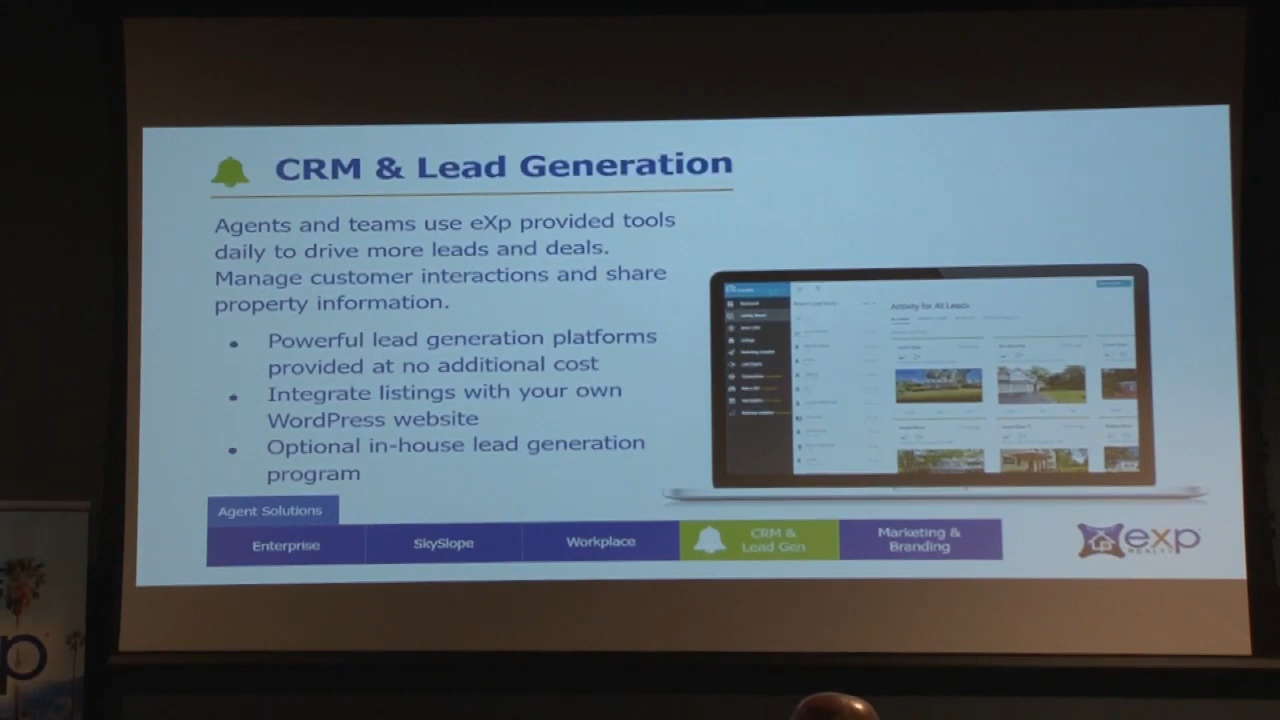 CRM & Lead Generation
Agents and teams use eXp provided tools
daily to drive more leads and deals.
Manage customer interactions and share
property information.
Powerful lead generation platforms
provided at no additional cost
Integrate listings with your own
WordPress website
Optional in-house lead generation
program
Activity for All Leads
Agent Solutions
Enterprise
SkySlope
Workplace
CRM &
Lead Gen
Marketing &
Branding
exp
REALTY
p